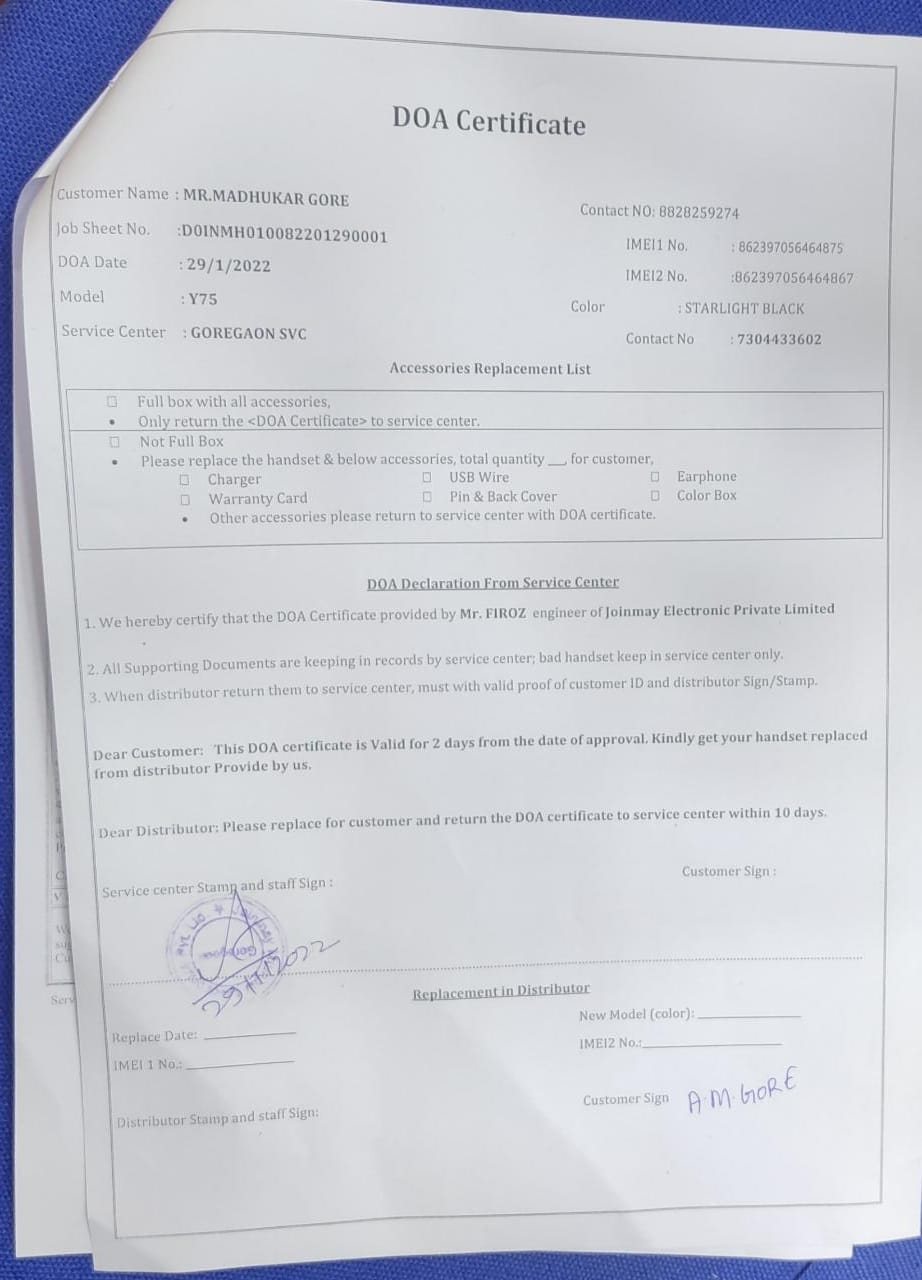 DOA Certificate
Customer Name : MR.MADHUKAR GORE
Contact NO: 8828259274
Job Sheet No. :D0INMH010082201290001
IMEI1 No. : 862397056464875
DOA Date : 29/1/2022
IMEI2 No. :862397056464867
Model : Y75
Color : STARLIGHT BLACK
Service Center : GOREGAON SVC
Contact No : 7304433602
Accessories Replacement List
☐ Full box with all accessories,
• Only return the <DOA Certificate> to service center.
☐ Not Full Box
• Please replace the handset & below accessories, total quantity __, for customer,
☐ Charger ☐ USB Wire ☐ Earphone
☐ Warranty Card ☐ Pin & Back Cover ☐ Color Box
• Other accessories please return to service center with DOA certificate.
DOA Declaration From Service Center
1. We hereby certify that the DOA Certificate provided by Mr. FIROZ engineer of Joinmay Electronic Private Limited
2. All Supporting Documents are keeping in records by service center; bad handset keep in service center only.
3. When distributor return them to service center, must with valid proof of customer ID and distributor Sign/Stamp.
Dear Customer: This DOA certificate is Valid for 2 days from the date of approval. Kindly get your handset replaced
from distributor Provide by us.
Dear Distributor: Please replace for customer and return the DOA certificate to service center within 10 days.
Customer Sign :
Service center Stamp and staff Sign :
Replacement in Distributor
New Model (color): ____________
Replace Date: ____________
IMEI2 No.: ____________
IMEI 1 No.: ____________
Customer Sign A.M.GORE
Distributor Stamp and staff Sign: